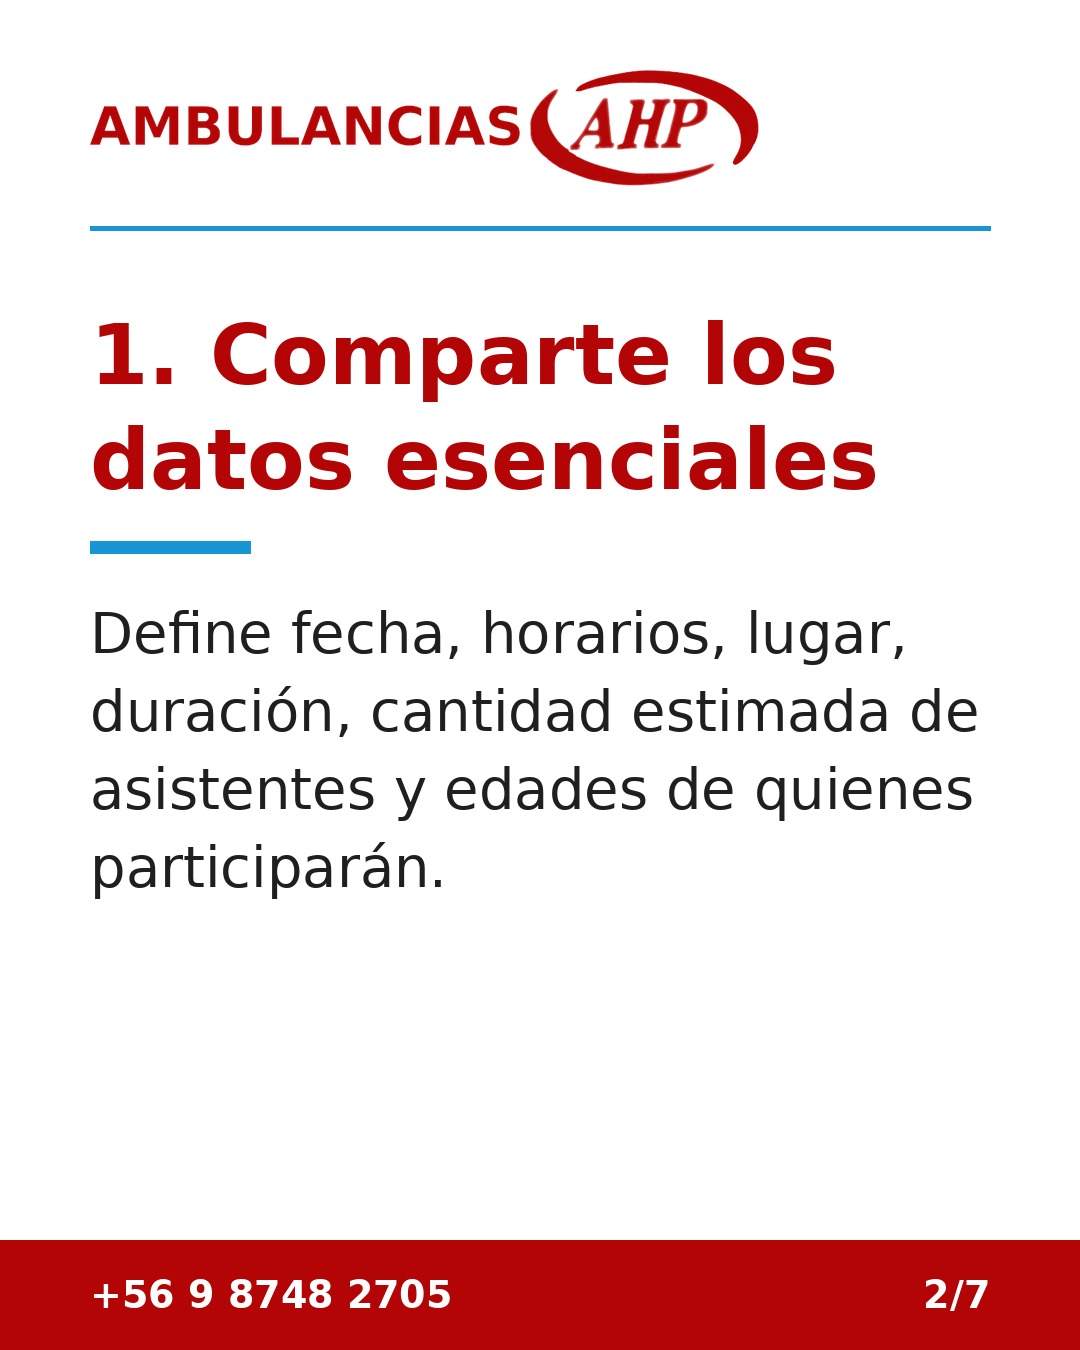 AMBULANCIAS AHP
1. Comparte los
datos esenciales
Define fecha, horarios, lugar,
duración, cantidad estimada de
asistentes y edades de quienes
participarán.
+56 9 8748 2705
2/7